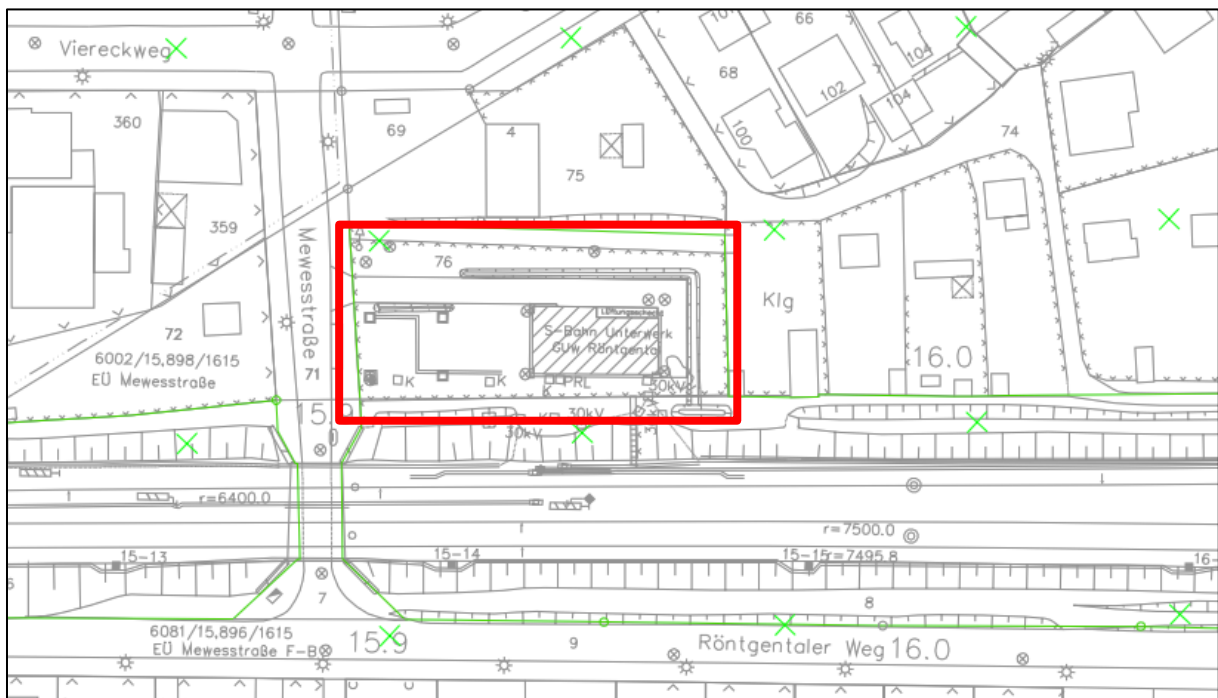 Viereckweg
66
104
68
102
104
100
360
69
4
75
74
359
Mewesstraße
76
Klg
S-Bahn Unterwerk
GUw Röntgental
72
6002/15,898/1615
EÜ Mewesstraße
71
16.0
K
K
K
PRL
30kV
30kV
30kV
r=6400.0
r=7500.0
15-13
15-14
15-15
r=7495.8
16-
7
8
6081/15,896/1615
EÜ Mewesstraße F-B
15.9
9
Röntgentaler Weg
16.0